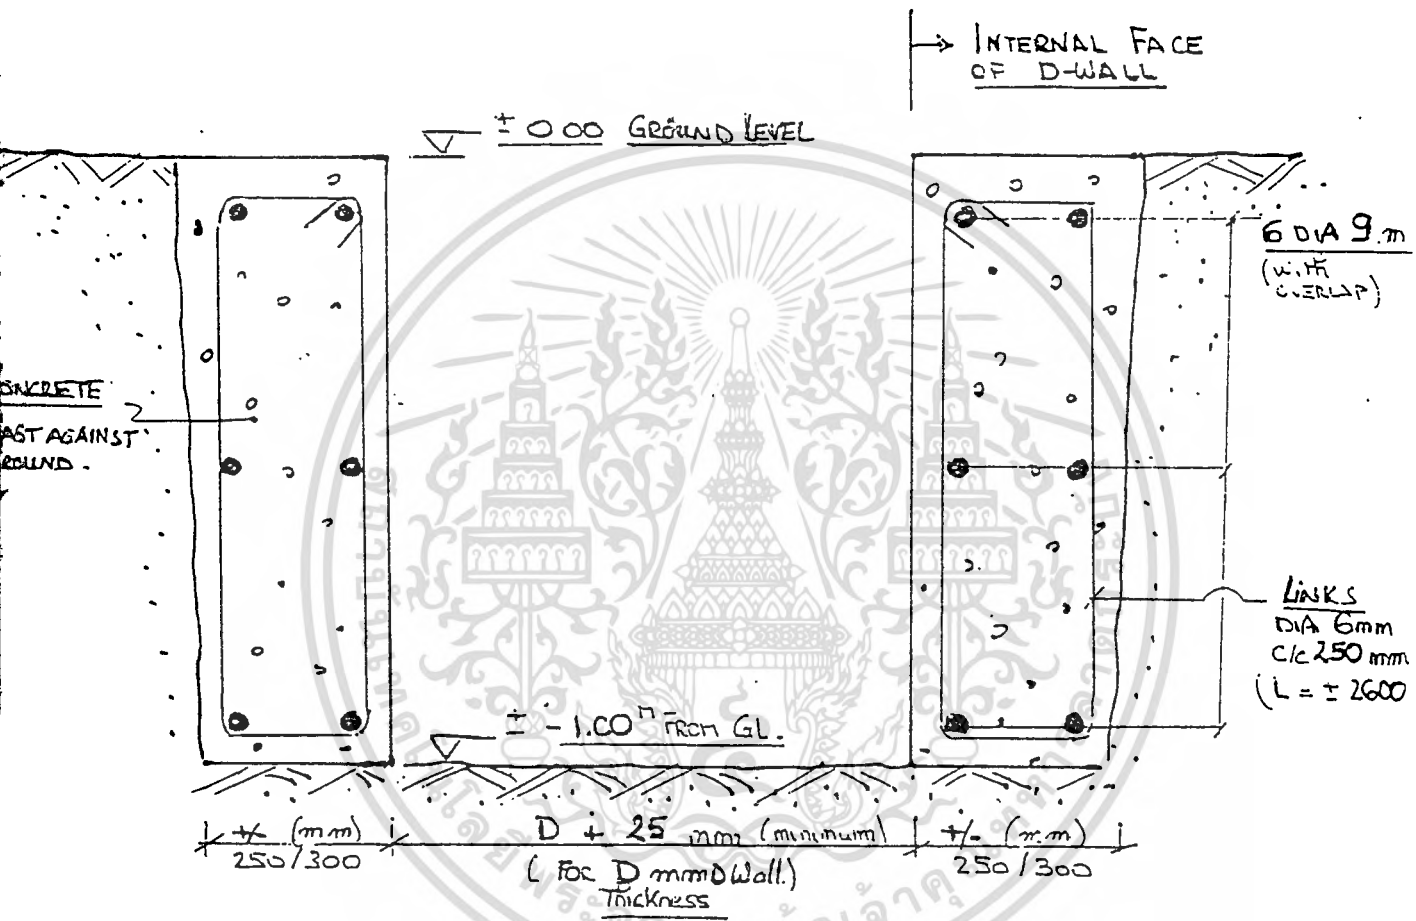 INTERNAL FACE
OF D-WALL
± 0.00 GROUND LEVEL
6 DIA 9.m
(with
OVERLAP)
ONCRETE
AST AGAINST
ROUND.
LINKS
DIA 6mm
C/C 250 mm
(L = ± 2600
± -1.00m FROM GL.
+/- (mm)
250/300
D + 25 mm (minimum)
(For D mm D Wall)
Thickness
+/- (mm)
250/300